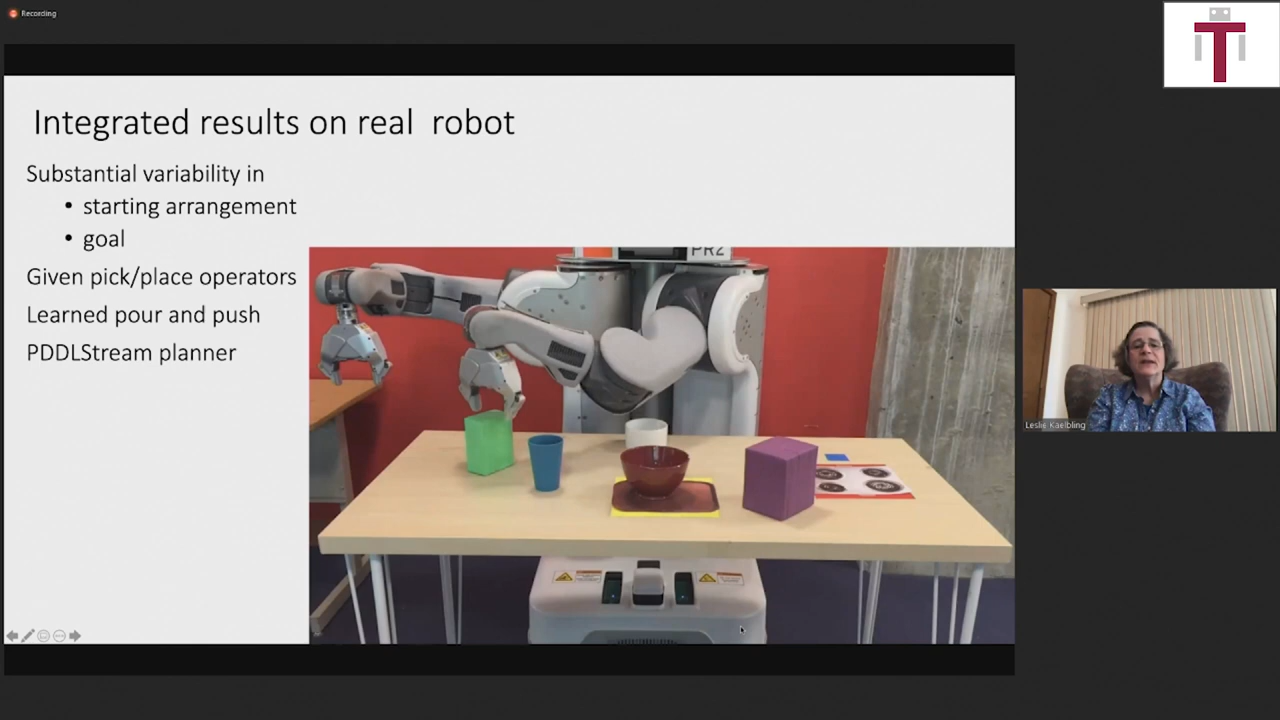 Recording
T
Integrated results on real robot
Substantial variability in
• starting arrangement
• goal
Given pick/place operators
Learned pour and push
PDDLStream planner
PR2
Leslie Kaelbling